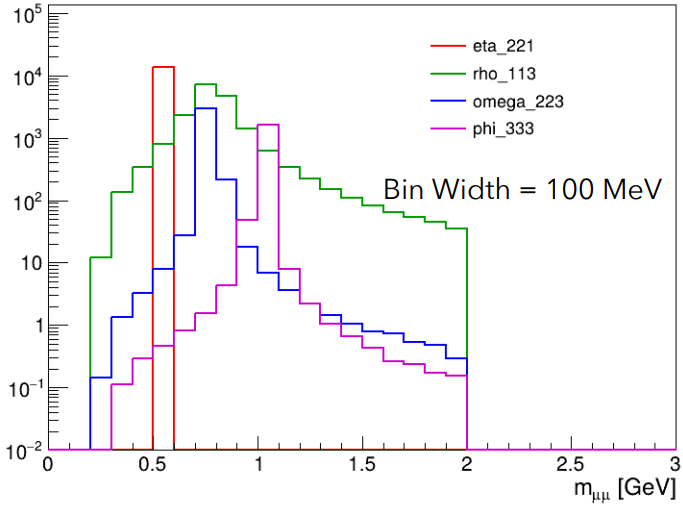 10^5
eta_221
rho_113
10^4
omega_223
phi_333
10^3
Bin Width = 100 MeV
10^2
10
1
10^−1
10^−2
0 0.5 1 1.5 2 2.5 3
m_μμ [GeV]